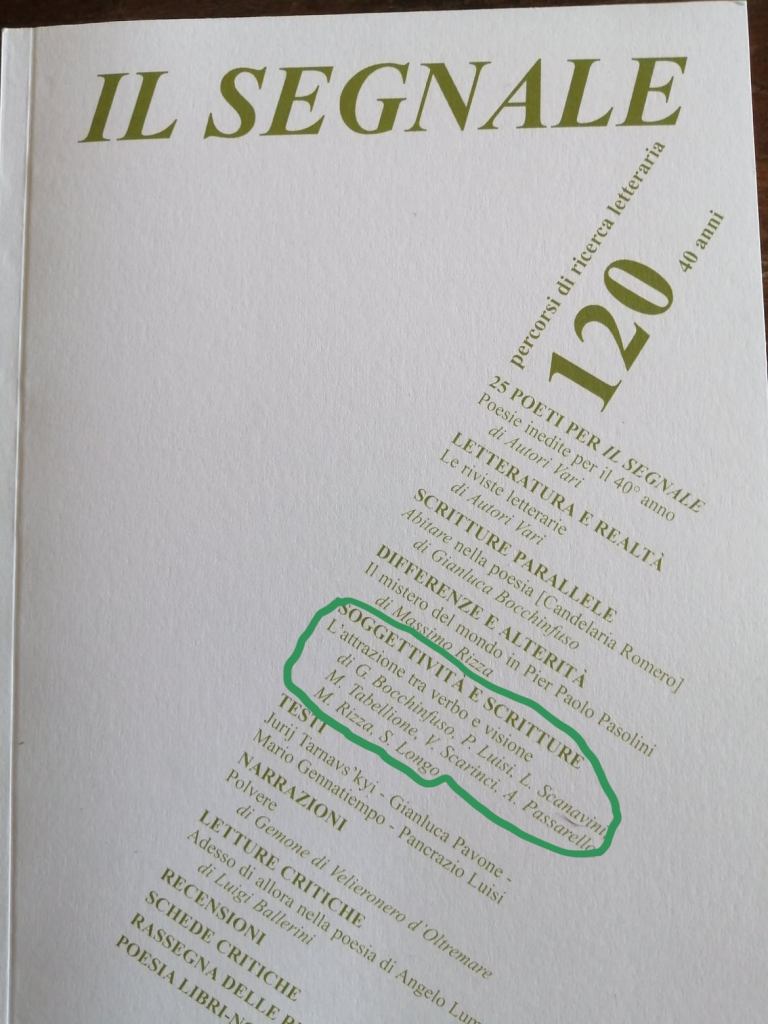 IL SEGNALE
percorsi di ricerca letteraria
120
40 anni
25 POETI PER IL SEGNALE
Poesie inedite per il 40° anno
di Autori Vari
LETTERATURA E REALTÀ
Le riviste letterarie
di Autori Vari
SCRITTURE PARALLELE
Abitare nella poesia [Candelaria Romero]
di Gianluca Bocchinfuso
DIFFERENZE E ALTERITÀ
Il mistero del mondo in Pier Paolo Pasolini
di Massimo Rizza
SOGGETTIVITÀ E SCRITTURE
L'attrazione tra verbo e visione
di G. Bocchinfuso, P. Luisi, L. Scanavini,
M. Tabellione, V. Scarinci, A. Passarello,
M. Rizza, S. Longo
TESTI
Jurij Tarnavs'kyi - Gianluca Pavone -
Mario Gennatiempo - Pancrazio Luisi
NARRAZIONI
Polvere
di Gemone di Velieronero d'Oltremare
LETTURE CRITICHE
Adesso di allora nella poesia di Angelo
di Luigi Ballerini
RECENSIONI
SCHEDE CRITICHE
RASSEGNA DELLE
POESIA